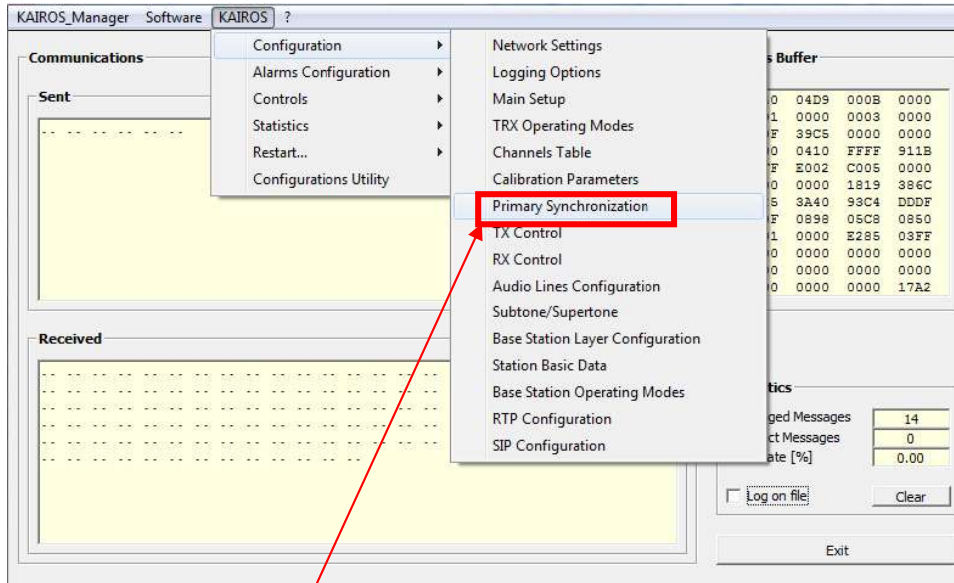 KAIROS_Manager Software KAIROS ?
Configuration
Alarms Configuration
Controls
Statistics
Restart...
Configurations Utility
Network Settings
Logging Options
Main Setup
TRX Operating Modes
Channels Table
Calibration Parameters
Primary Synchronization
TX Control
RX Control
Audio Lines Configuration
Subtone/Supertone
Base Station Layer Configuration
Station Basic Data
Base Station Operating Modes
RTP Configuration
SIP Configuration
Communications
Sent
-- -- -- -- -- --
Received
s Buffer
04D9 000B 0000
0000 0003 0000
39C5 0000 0000
0410 FFFF 911B
E002 C005 0000
0000 1819 386C
3A40 93C4 DDDF
0898 05C8 0850
0000 E285 03FF
0000 0000 0000
0000 0000 0000
0000 0000 17A2
tics
ged Messages 14
ct Messages 0
ate [%] 0.00
Log on file Clear
Exit